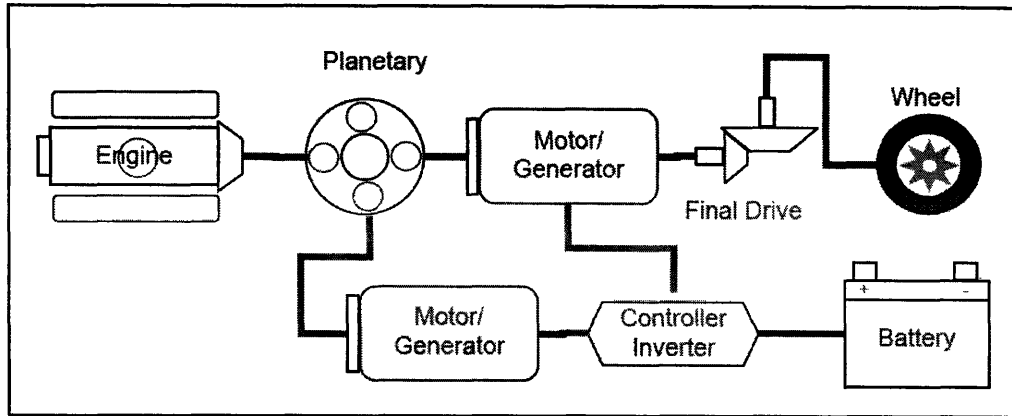 Planetary
Wheel
Engine
Motor/
Generator
Final Drive
Motor/
Generator
Controller
Inverter
+ -
Battery